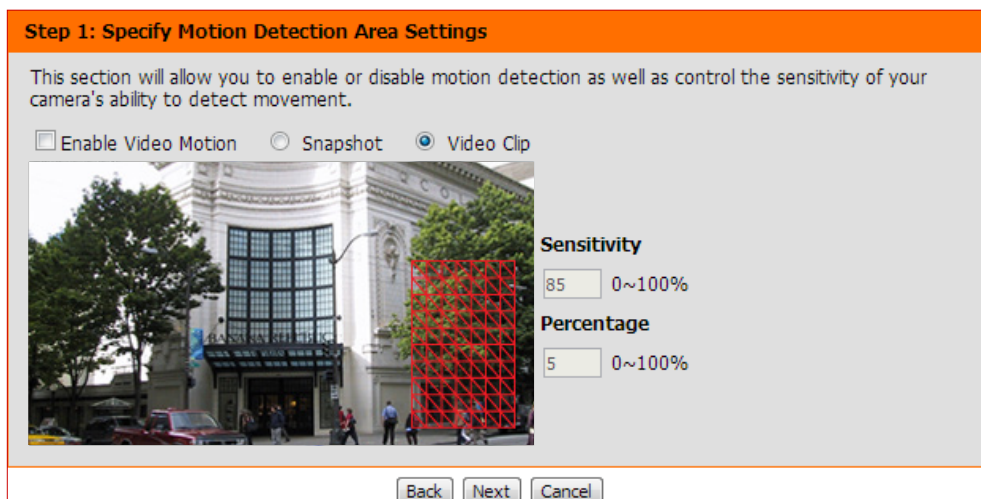 Step 1: Specify Motion Detection Area Settings
This section will allow you to enable or disable motion detection as well as control the sensitivity of your
camera's ability to detect movement.
Enable Video Motion Snapshot Video Clip
Sensitivity
85 0~100%
Percentage
5 0~100%
Back Next Cancel